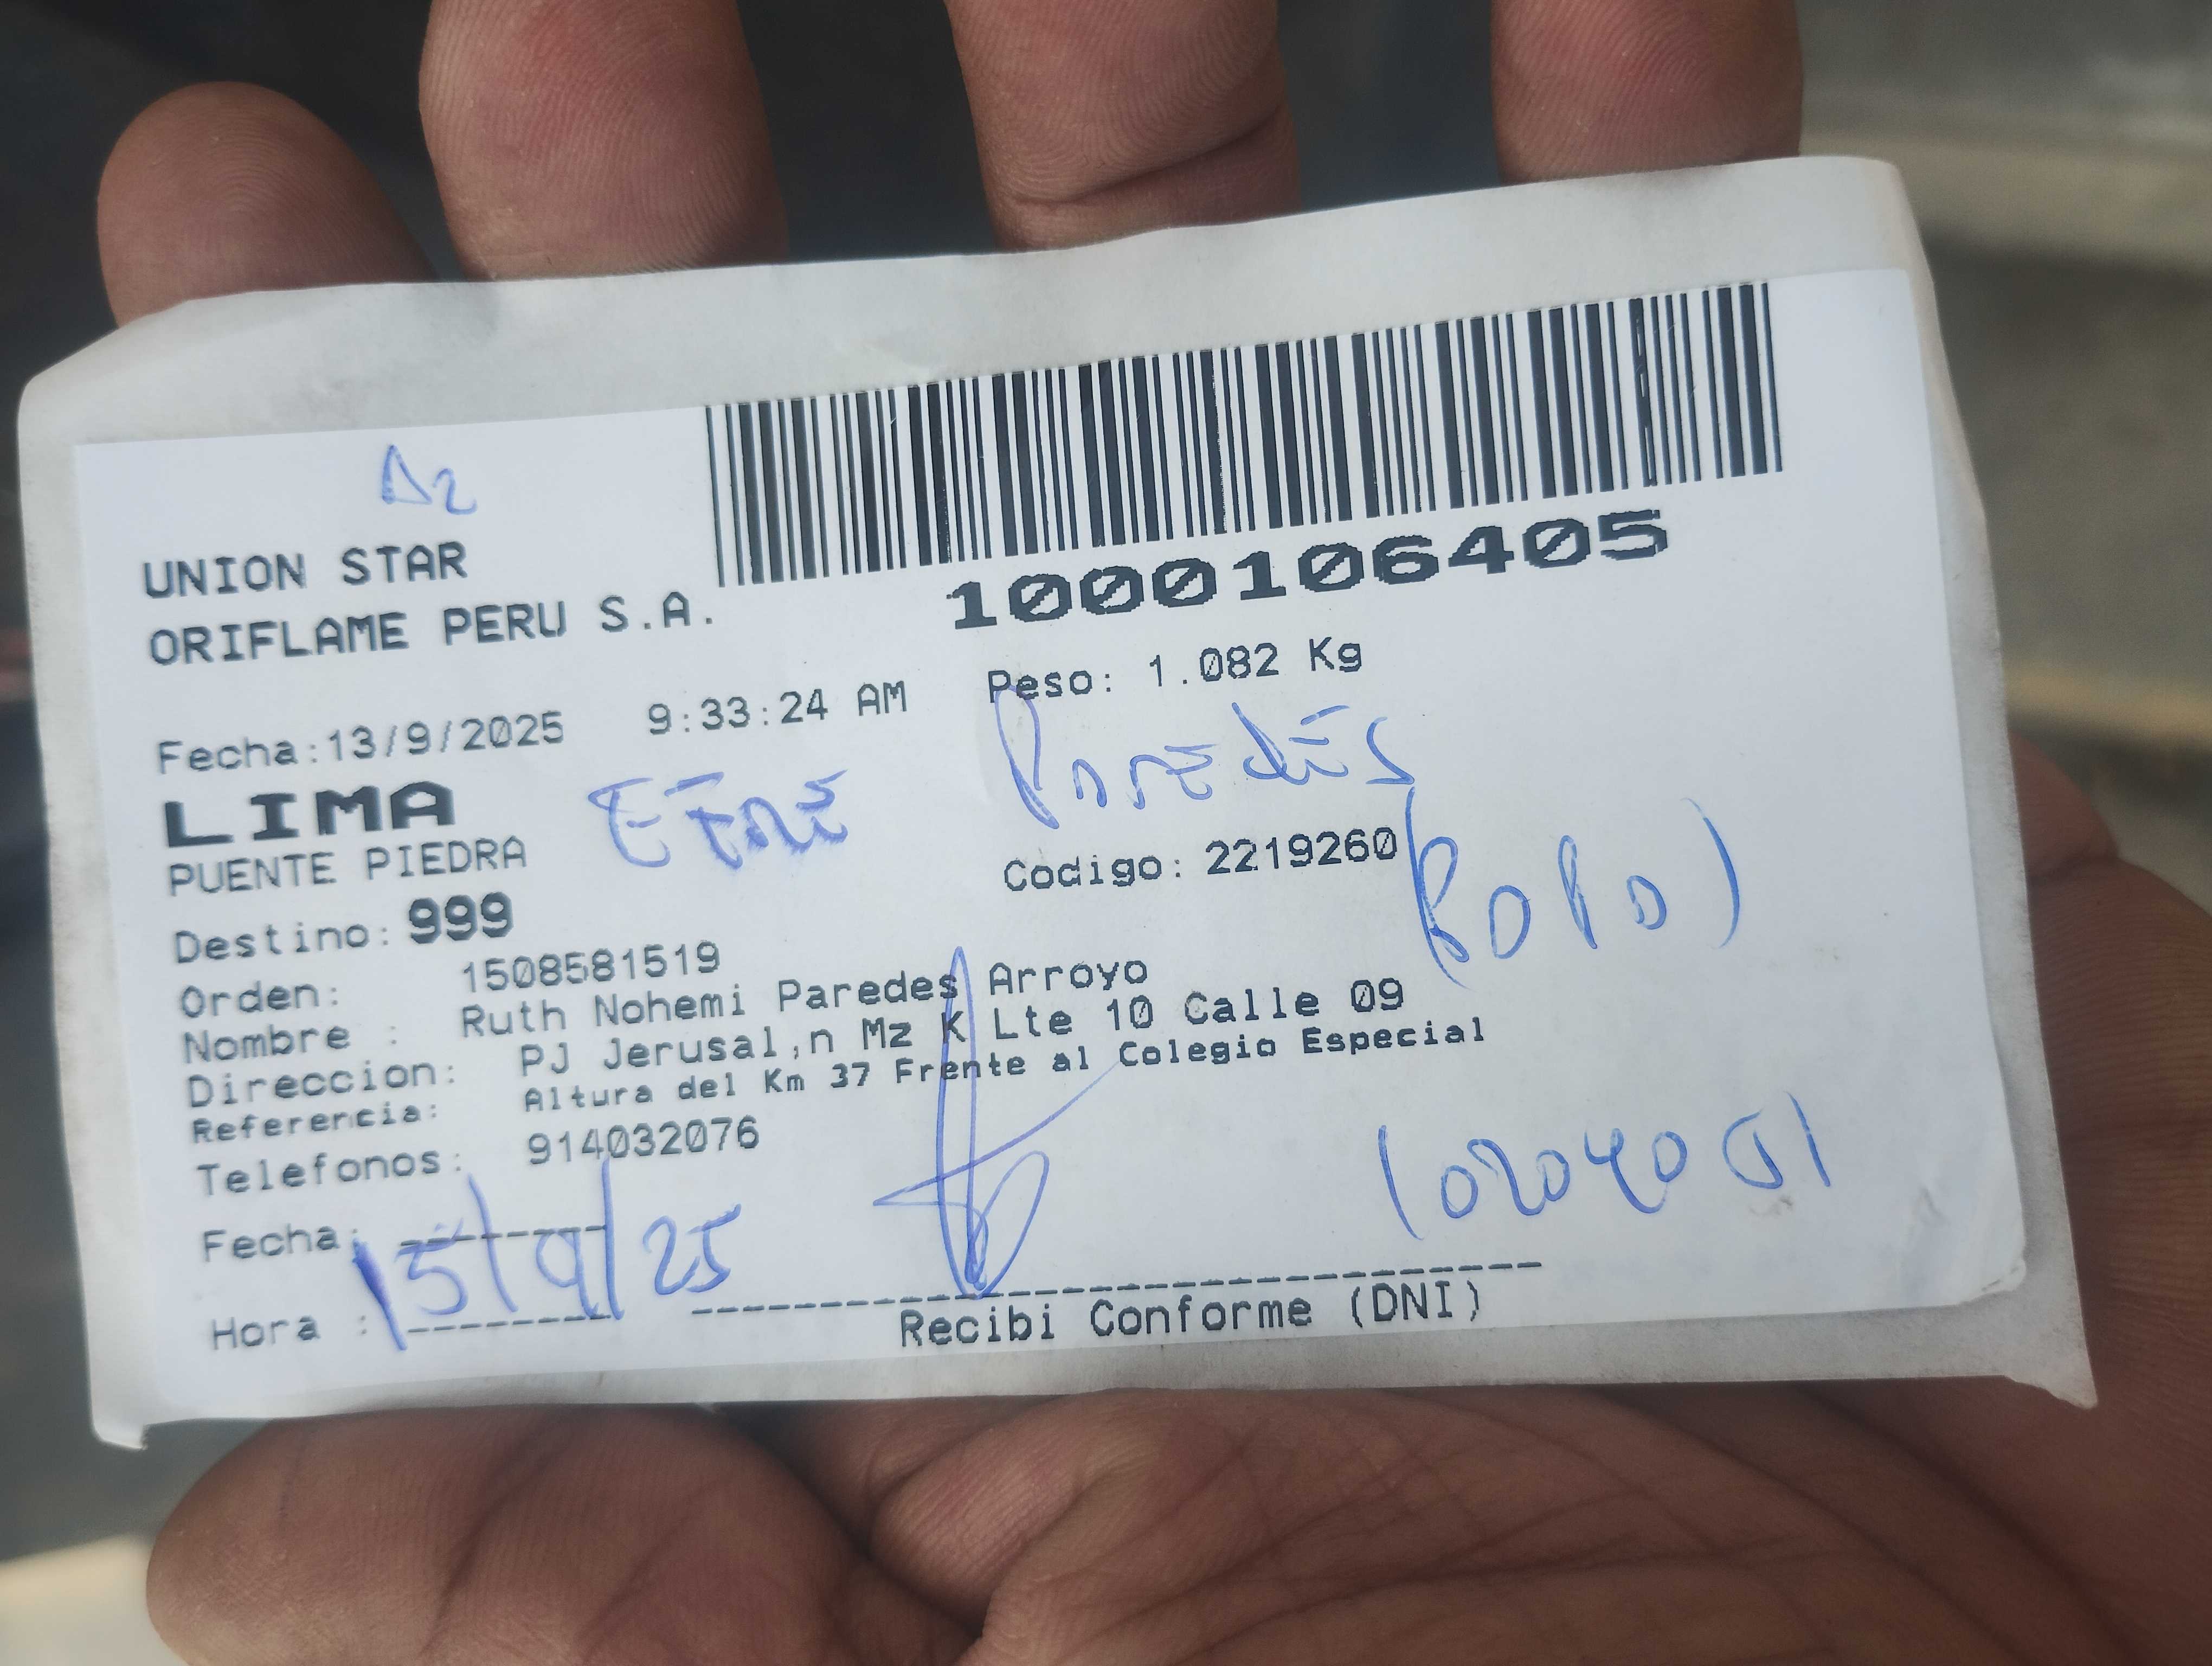 UNION STAR
ORIFLAME PERU S.A.
1000106405
Fecha:13/9/2025 9:33:24 AM Peso: 1.082 Kg
LIMA
Paredes
PUENTE PIEDRA
Codigo: 2219260
(PAPA)
Destino: 999
Orden: 1508581519
Nombre : Ruth Nohemi Paredes Arroyo
Direccion: PJ Jerusal,n Mz K Lte 10 Calle 09
Referencia: Altura del Km 37 Frente al Colegio Especial
Telefonos: 914032076
Fecha: 15/9/25
Hora :
Recibi Conforme (DNI)